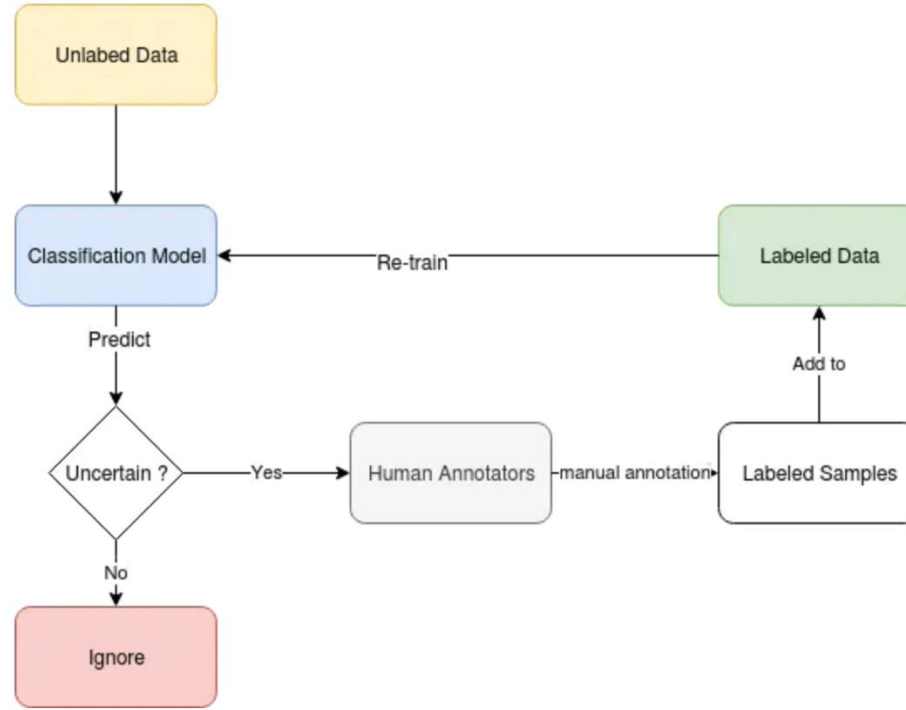 Unlabed Data
Classification Model
Re-train
Labeled Data
Predict
Add to
Uncertain ?
Yes
Human Annotators
manual annotation
Labeled Samples
No
Ignore